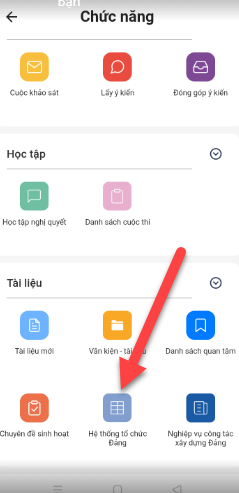 bạn
Chức năng
Cuộc khảo sát
Lấy ý kiến
Đóng góp ý kiến
Học tập
Học tập nghị quyết
Danh sách cuộc thi
Tài liệu
Tài liệu mới
Văn kiện - tài liệu
Danh sách quan tâm
Chuyên đề sinh hoạt
Hệ thống tổ chức
Đảng
Nghiệp vụ công tác
xây dựng Đảng